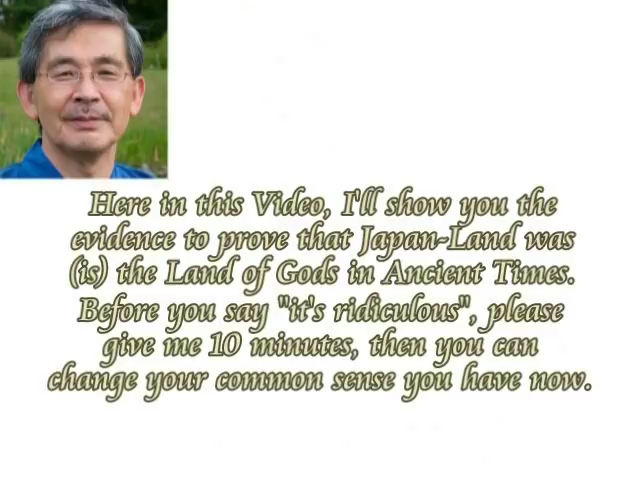 Here in this Video, I'll show you the
evidence to prove that Japan-Land was
(is) the Land of Gods in Ancient Times.
Before you say "it's ridiculous", please
give me 10 minutes, then you can
change your common sense you have now.